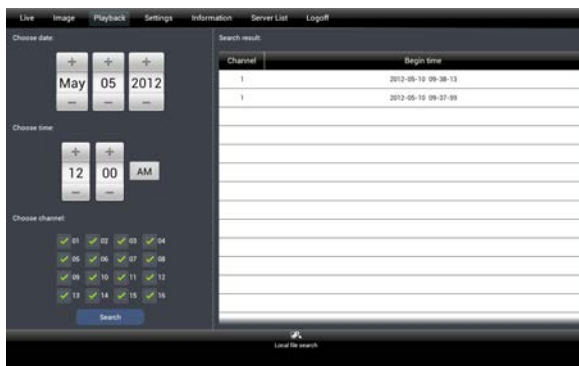 Live Image Playback Settings Information Server List Logoff
Choose date:
+ + +
May 05 2012
− − −
Choose time:
+ +
12 00 AM
− −
Choose channel:
01 02 03 04
05 06 07 08
09 10 11 12
13 14 15 16
Search
Search result:
Channel Begin time
1 2012-05-10 09-38-13
1 2012-05-10 09-37-59
Local file search